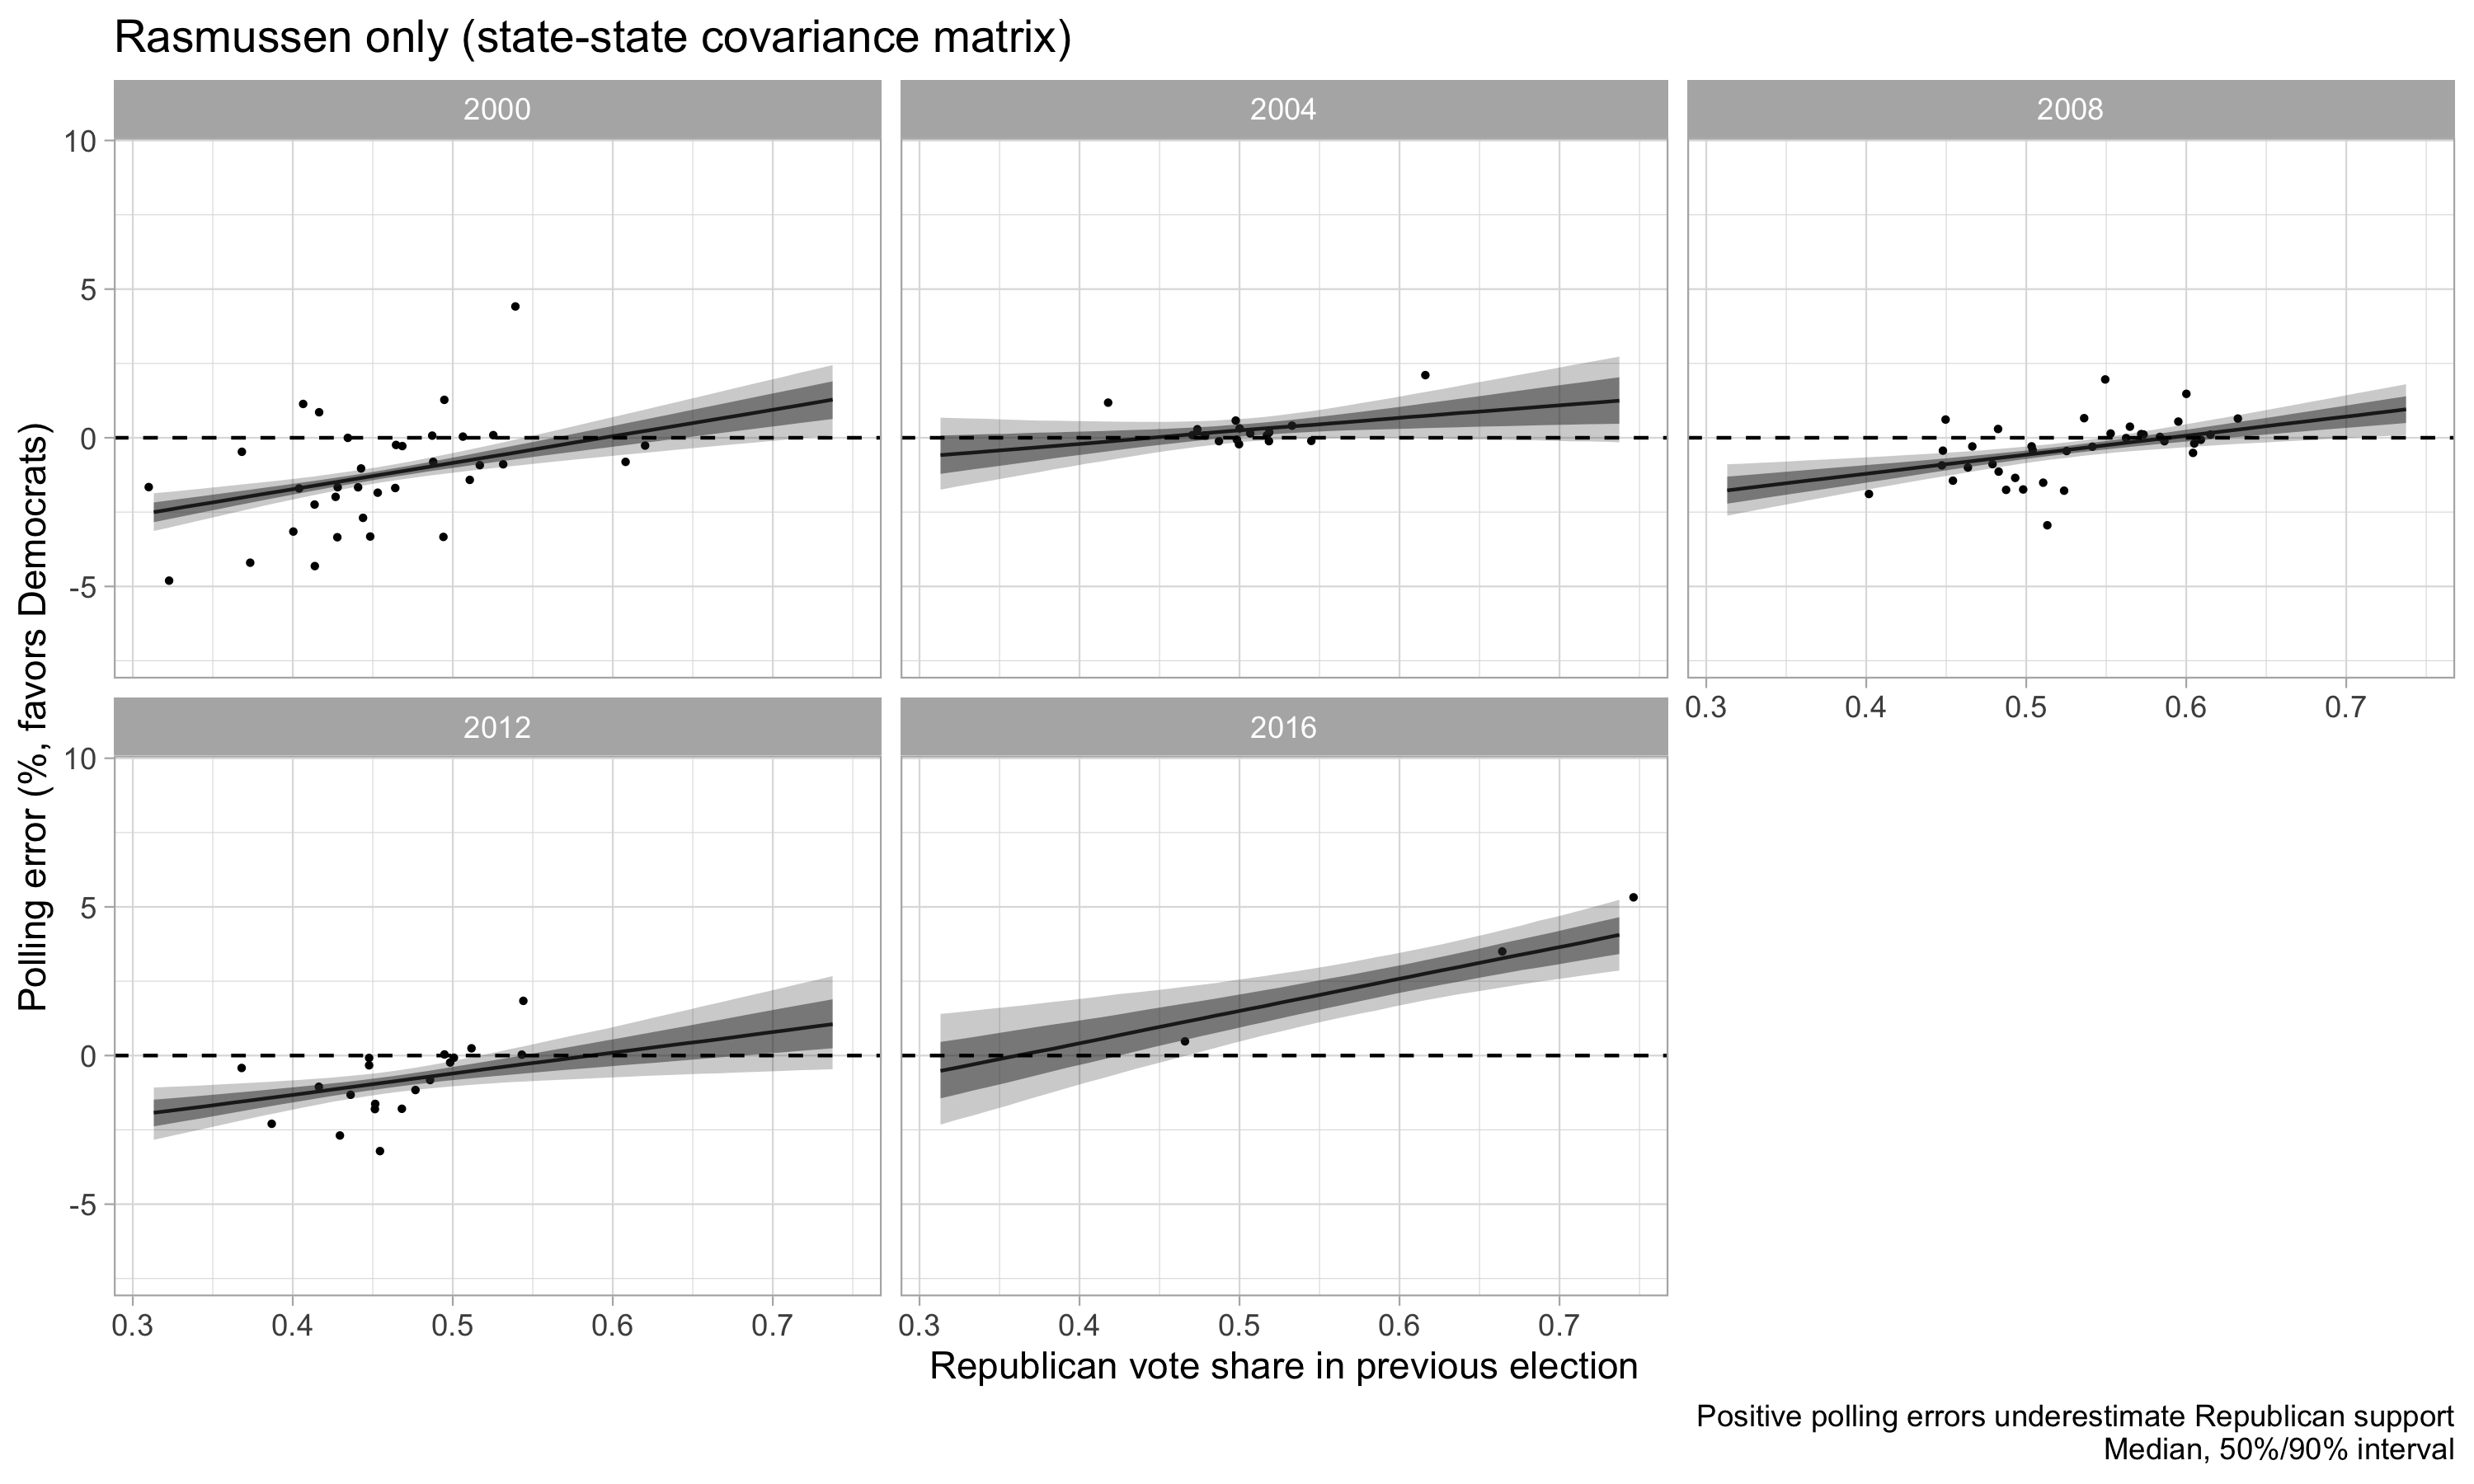 Rasmussen only (state-state covariance matrix)
2000 2004 2008
10
5
0
-5
0.3 0.4 0.5 0.6 0.7
2012 2016
10
5
0
-5
0.3 0.4 0.5 0.6 0.7 0.3 0.4 0.5 0.6 0.7
Polling error (%, favors Democrats)
Republican vote share in previous election
Positive polling errors underestimate Republican support
Median, 50%/90% interval